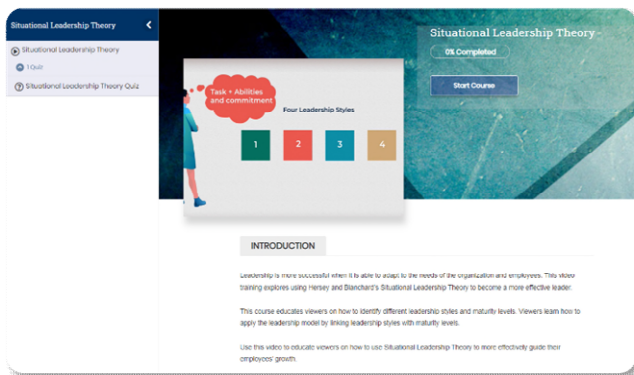 Situational Leadership Theory
Situational Leadership Theory
1 Quiz
Situational Leadership Theory Quiz
Situational Leadership Theory -
0% Completed
Start Course
Task + Abilities
and commitment
Four Leadership Styles
1 2 3 4
INTRODUCTION
Leadership is more successful when it is able to adapt to the needs of the organization and employees. This video
training explores using Hersey and Blanchard's Situational Leadership Theory to become a more effective leader.
This course educates viewers on how to identify different leadership styles and maturity levels. Viewers learn how to
apply the leadership model by linking leadership styles with maturity levels.
Use this video to educate viewers on how to use Situational Leadership Theory to more effectively guide their
employees' growth.